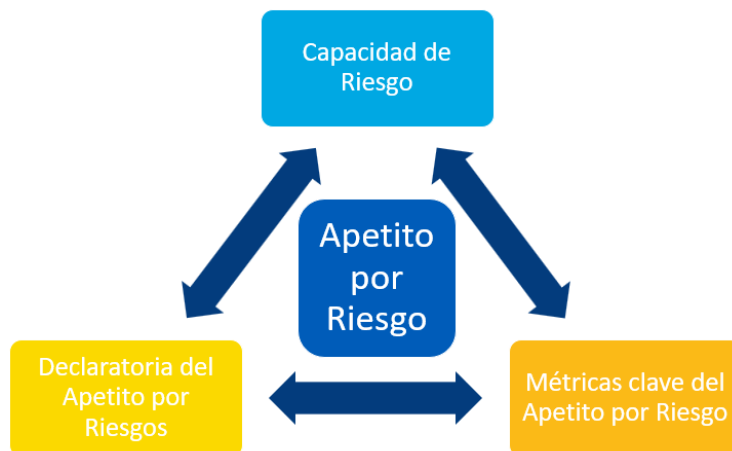 Capacidad de
Riesgo
Apetito
por
Riesgo
Declaratoria del
Apetito por
Riesgos
Métricas clave del
Apetito por Riesgo